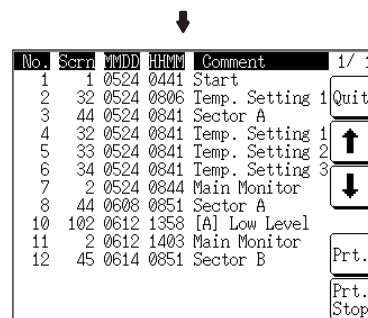 No. Scrn MMDD HHMM Comment 1/ 1
1 1 0524 0441 Start
2 32 0524 0806 Temp. Setting 1
Quit
3 44 0524 0841 Sector A
4 32 0524 0841 Temp. Setting 1
5 33 0524 0841 Temp. Setting 2
6 34 0524 0841 Temp. Setting 3
7 2 0524 0844 Main Monitor
8 44 0608 0851 Sector A
10 102 0612 1358 [A] Low Level
11 2 0612 1403 Main Monitor
12 45 0614 0851 Sector B
Prt.
Prt.
Stop